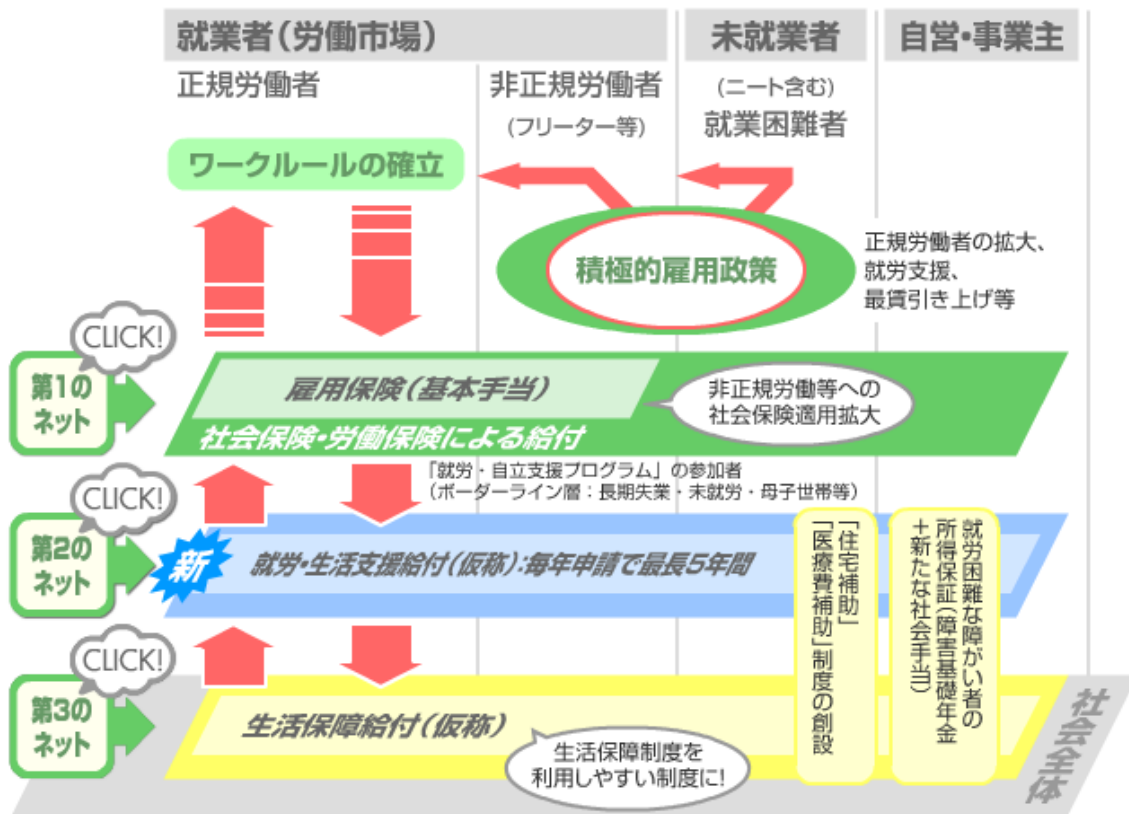 就業者(労働市場)
未就業者
自営・事業主
正規労働者
非正規労働者
(フリーター等)
(ニート含む)
就業困難者
ワークルールの確立
積極的雇用政策
正規労働者の拡大、
就労支援、
最賃引き上げ等
CLICK!
第1の
ネット
雇用保険(基本手当)
社会保険・労働保険による給付
非正規労働等への
社会保険適用拡大
「就労・自立支援プログラム」の参加者
(ボーダーライン層:長期失業・未就労・母子世帯等)
CLICK!
第2の
ネット
新
就労・生活支援給付(仮称):毎年申請で最長5年間
「住宅補助」
「医療費補助」制度の創設
就労困難な障がい者の
所得保証(障害基礎年金
+新たな社会手当)
CLICK!
第3の
ネット
生活保障給付(仮称)
生活保障制度を
利用しやすい制度に!
社会全体